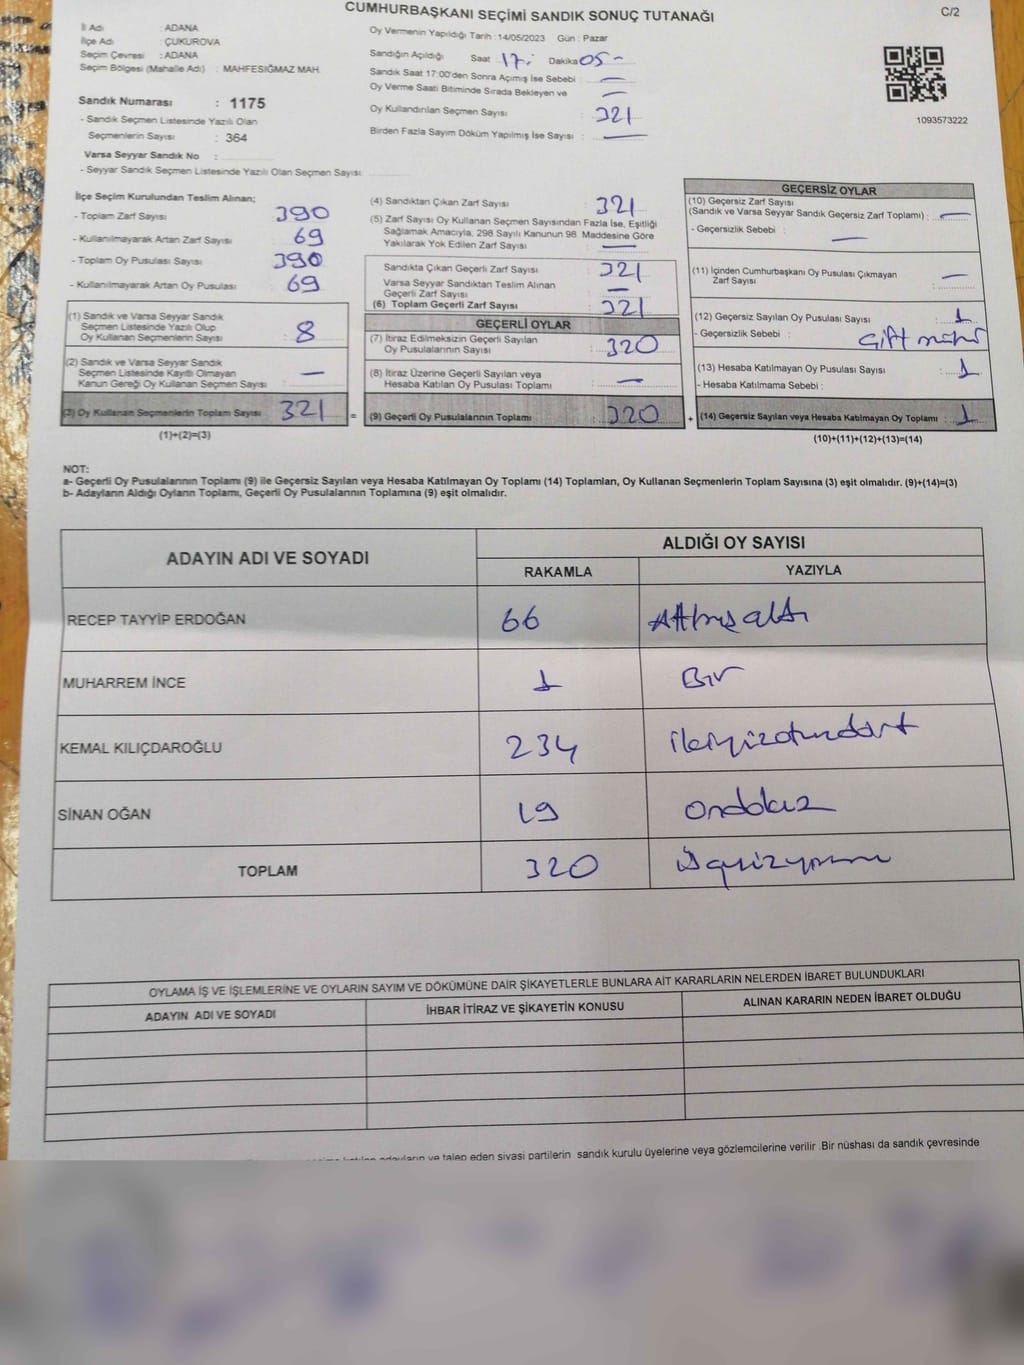 CUMHURBAŞKANI SEÇİMİ SANDIK SONUÇ TUTANAĞI
C/2
İl Adı : ADANA
İlçe Adı : ÇUKUROVA
Seçim Çevresi : ADANA
Seçim Bölgesi (Mahalle Adı) : MAHFESIĞMAZ MAH.
Sandık Numarası : 1175
- Sandık Seçmen Listesinde Yazılı Olan
Seçmenlerin Sayısı : 364
Varsa Seyyar Sandık No :
- Seyyar Sandık Seçmen Listesinde Yazılı Olan Seçmen Sayısı:
Oy Vermenin Yapıldığı Tarih :14/05/2023 Gün : Pazar
Sandığın Açıldığı Saat 17: Dakika 05 -
Sandık Saat 17:00'den Sonra Açımış İse Sebebi : —
Oy Verme Saati Bitiminde Sırada Bekleyen ve —
Oy Kullandırılan Seçmen Sayısı : 321
Birden Fazla Sayım Döküm Yapılmış İse Sayısı : —
1093573222
İlçe Seçim Kurulundan Teslim Alınan;
- Toplam Zarf Sayısı 390
- Kullanılmayarak Artan Zarf Sayısı 69
- Toplam Oy Pusulası Sayısı 390
- Kullanılmayarak Artan Oy Pusulası 69
(1) Sandık ve Varsa Seyyar Sandık
Seçmen Listesinde Yazılı Olup
Oy Kullanan Seçmenlerin Sayısı : 8
(2) Sandık ve Varsa Seyyar Sandık
Seçmen Listesinde Kayıtlı Olmayan
Kanun Gereği Oy Kullanan Seçmen Sayısı : —
(3) Oy Kullanan Seçmenlerin Toplam Sayısı 321 =
(1)+(2)=(3)
(4) Sandıktan Çıkan Zarf Sayısı 321
(5) Zarf Sayısı Oy Kullanan Seçmen Sayısından Fazla İse, Eşitliği
Sağlamak Amacıyla, 298 Sayılı Kanunun 98. Maddesine Göre
Yakılarak Yok Edilen Zarf Sayısı —
Sandıkta Çıkan Geçerli Zarf Sayısı : 321
Varsa Seyyar Sandıktan Teslim Alınan
Geçerli Zarf Sayısı —
(6) Toplam Geçerli Zarf Sayısı : 321
GEÇERLİ OYLAR
(7) İtiraz Edilmeksizin Geçerli Sayılan
Oy Pusulalarının Sayısı : 320
(8) İtiraz Üzerine Geçerli Sayılan veya
Hesaba Katılan Oy Pusulası Toplamı : —
(9) Geçerli Oy Pusulalarının Toplamı : 320 +
GEÇERSİZ OYLAR
(10) Geçersiz Zarf Sayısı
(Sandık ve Varsa Seyyar Sandık Geçersiz Zarf Toplamı) : —
- Geçersizlik Sebebi : —
(11) İçinden Cumhurbaşkanı Oy Pusulası Çıkmayan
Zarf Sayısı : —
(12) Geçersiz Sayılan Oy Pusulası Sayısı : 1
- Geçersizlik Sebebi : Çift mühür
(13) Hesaba Katılmayan Oy Pusulası Sayısı : 1
- Hesaba Katılmama Sebebi :
(14) Geçersiz Sayılan veya Hesaba Katılmayan Oy Toplamı : 1
(10)+(11)+(12)+(13)=(14)
NOT:
a- Geçerli Oy Pusulalarının Toplamı (9) ile Geçersiz Sayılan veya Hesaba Katılmayan Oy Toplamı (14) Toplamları, Oy Kullanan Seçmenlerin Toplam Sayısına (3) eşit olmalıdır. (9)+(14)=(3)
b- Adayların Aldığı Oyların Toplamı, Geçerli Oy Pusulalarının Toplamına (9) eşit olmalıdır.
ADAYIN ADI VE SOYADI
ALDIĞI OY SAYISI
RAKAMLA YAZIYLA
RECEP TAYYİP ERDOĞAN 66 Altmışaltı
MUHARREM İNCE 1 Bir
KEMAL KILIÇDAROĞLU 234 ikiyüzotuzdört
SİNAN OĞAN 19 Ondokuz
TOPLAM 320 Üçyüzyirmi
OYLAMA İŞ VE İŞLEMLERİNE VE OYLARIN SAYIM VE DÖKÜMÜNE DAİR ŞİKAYETLERLE BUNLARA AİT KARARLARIN NELERDEN İBARET BULUNDUKLARI
ADAYIN ADI VE SOYADI İHBAR İTİRAZ VE ŞİKAYETİN KONUSU ALINAN KARARIN NEDEN İBARET OLDUĞU
adayların ve talep eden siyasi partilerin sandık kurulu üyelerine veya gözlemcilerine verilir .Bir nüshası da sandık çevresinde